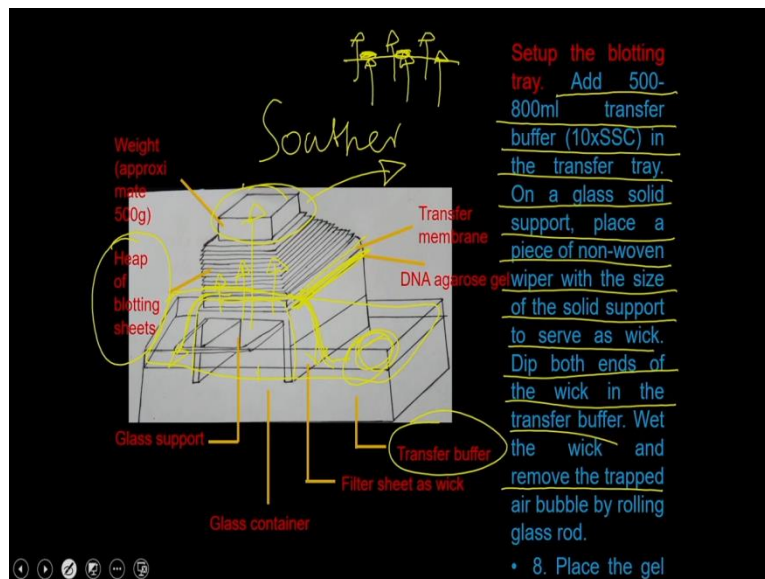 Souther
Weight
(approxi
mate
500g)
Heap
of
blotting
sheets
Transfer
membrane
DNA agarose gel
Glass support
Transfer buffer
Filter sheet as wick
Glass container
Setup the blotting
tray. Add 500-
800ml transfer
buffer (10xSSC) in
the transfer tray.
On a glass solid
support, place a
piece of non-woven
wiper with the size
of the solid support
to serve as wick.
Dip both ends of
the wick in the
transfer buffer. Wet
the wick and
remove the trapped
air bubble by rolling
glass rod.
• 8. Place the gel